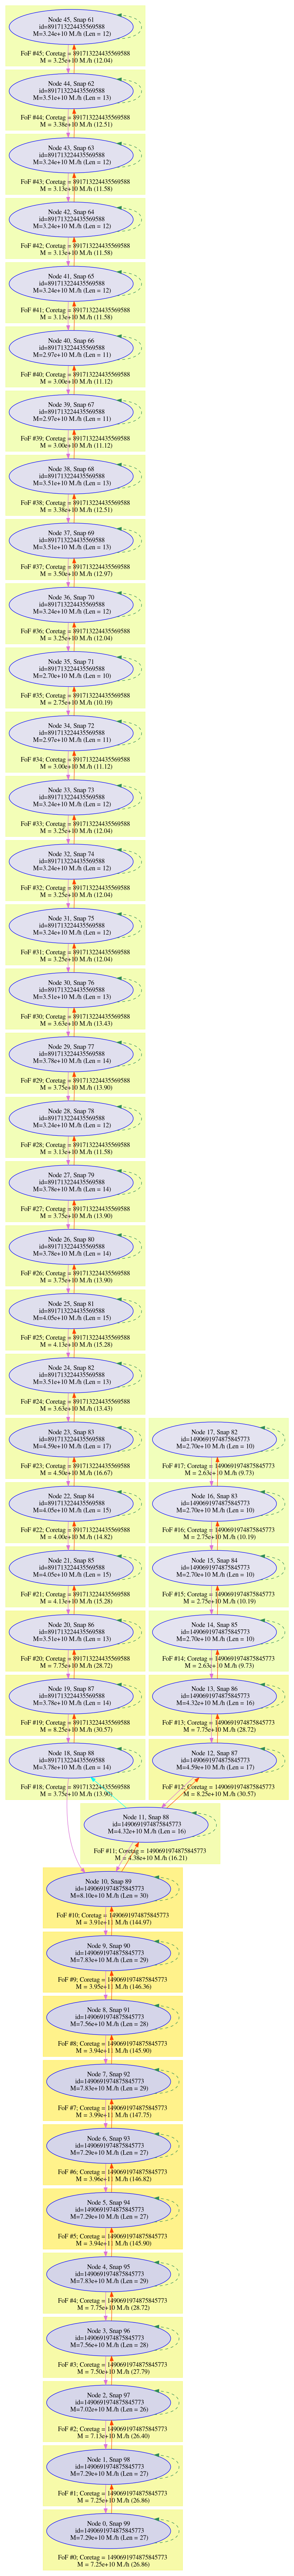 Node 45, Snap 61
id=891713224435569588
M=3.24e+10 M./h (Len = 12)
FoF #45; Coretag = 891713224435569588
M = 3.25e+10 M./h (12.04)
Node 44, Snap 62
id=891713224435569588
M=3.51e+10 M./h (Len = 13)
FoF #44; Coretag = 891713224435569588
M = 3.38e+10 M./h (12.51)
Node 43, Snap 63
id=891713224435569588
M=3.24e+10 M./h (Len = 12)
FoF #43; Coretag = 891713224435569588
M = 3.13e+10 M./h (11.58)
Node 42, Snap 64
id=891713224435569588
M=3.24e+10 M./h (Len = 12)
FoF #42; Coretag = 891713224435569588
M = 3.13e+10 M./h (11.58)
Node 41, Snap 65
id=891713224435569588
M=3.24e+10 M./h (Len = 12)
FoF #41; Coretag = 891713224435569588
M = 3.13e+10 M./h (11.58)
Node 40, Snap 66
id=891713224435569588
M=2.97e+10 M./h (Len = 11)
FoF #40; Coretag = 891713224435569588
M = 3.00e+10 M./h (11.12)
Node 39, Snap 67
id=891713224435569588
M=2.97e+10 M./h (Len = 11)
FoF #39; Coretag = 891713224435569588
M = 3.00e+10 M./h (11.12)
Node 38, Snap 68
id=891713224435569588
M=3.51e+10 M./h (Len = 13)
FoF #38; Coretag = 891713224435569588
M = 3.38e+10 M./h (12.51)
Node 37, Snap 69
id=891713224435569588
M=3.51e+10 M./h (Len = 13)
FoF #37; Coretag = 891713224435569588
M = 3.50e+10 M./h (12.97)
Node 36, Snap 70
id=891713224435569588
M=3.24e+10 M./h (Len = 12)
FoF #36; Coretag = 891713224435569588
M = 3.25e+10 M./h (12.04)
Node 35, Snap 71
id=891713224435569588
M=2.70e+10 M./h (Len = 10)
FoF #35; Coretag = 891713224435569588
M = 2.75e+10 M./h (10.19)
Node 34, Snap 72
id=891713224435569588
M=2.97e+10 M./h (Len = 11)
FoF #34; Coretag = 891713224435569588
M = 3.00e+10 M./h (11.12)
Node 33, Snap 73
id=891713224435569588
M=3.24e+10 M./h (Len = 12)
FoF #33; Coretag = 891713224435569588
M = 3.25e+10 M./h (12.04)
Node 32, Snap 74
id=891713224435569588
M=3.24e+10 M./h (Len = 12)
FoF #32; Coretag = 891713224435569588
M = 3.25e+10 M./h (12.04)
Node 31, Snap 75
id=891713224435569588
M=3.24e+10 M./h (Len = 12)
FoF #31; Coretag = 891713224435569588
M = 3.25e+10 M./h (12.04)
Node 30, Snap 76
id=891713224435569588
M=3.51e+10 M./h (Len = 13)
FoF #30; Coretag = 891713224435569588
M = 3.63e+10 M./h (13.43)
Node 29, Snap 77
id=891713224435569588
M=3.78e+10 M./h (Len = 14)
FoF #29; Coretag = 891713224435569588
M = 3.75e+10 M./h (13.90)
Node 28, Snap 78
id=891713224435569588
M=3.24e+10 M./h (Len = 12)
FoF #28; Coretag = 891713224435569588
M = 3.13e+10 M./h (11.58)
Node 27, Snap 79
id=891713224435569588
M=3.78e+10 M./h (Len = 14)
FoF #27; Coretag = 891713224435569588
M = 3.75e+10 M./h (13.90)
Node 26, Snap 80
id=891713224435569588
M=3.78e+10 M./h (Len = 14)
FoF #26; Coretag = 891713224435569588
M = 3.75e+10 M./h (13.90)
Node 25, Snap 81
id=891713224435569588
M=4.05e+10 M./h (Len = 15)
FoF #25; Coretag = 891713224435569588
M = 4.13e+10 M./h (15.28)
Node 24, Snap 82
id=891713224435569588
M=3.51e+10 M./h (Len = 13)
FoF #24; Coretag = 891713224435569588
M = 3.63e+10 M./h (13.43)
Node 23, Snap 83
id=891713224435569588
M=4.59e+10 M./h (Len = 17)
FoF #23; Coretag = 891713224435569588
M = 4.50e+10 M./h (16.67)
Node 17, Snap 82
id=1490691974875845773
M=2.70e+10 M./h (Len = 10)
FoF #17; Coretag = 1490691974875845773
M = 2.63e+10 M./h (9.73)
Node 22, Snap 84
id=891713224435569588
M=4.05e+10 M./h (Len = 15)
FoF #22; Coretag = 891713224435569588
M = 4.00e+10 M./h (14.82)
Node 16, Snap 83
id=1490691974875845773
M=2.70e+10 M./h (Len = 10)
FoF #16; Coretag = 1490691974875845773
M = 2.75e+10 M./h (10.19)
Node 21, Snap 85
id=891713224435569588
M=4.05e+10 M./h (Len = 15)
FoF #21; Coretag = 891713224435569588
M = 4.13e+10 M./h (15.28)
Node 15, Snap 84
id=1490691974875845773
M=2.70e+10 M./h (Len = 10)
FoF #15; Coretag = 1490691974875845773
M = 2.75e+10 M./h (10.19)
Node 20, Snap 86
id=891713224435569588
M=3.51e+10 M./h (Len = 13)
FoF #20; Coretag = 891713224435569588
M = 7.75e+10 M./h (28.72)
Node 14, Snap 85
id=1490691974875845773
M=2.70e+10 M./h (Len = 10)
FoF #14; Coretag = 1490691974875845773
M = 2.63e+10 M./h (9.73)
Node 19, Snap 87
id=891713224435569588
M=3.78e+10 M./h (Len = 14)
FoF #19; Coretag = 891713224435569588
M = 8.25e+10 M./h (30.57)
Node 13, Snap 86
id=1490691974875845773
M=4.32e+10 M./h (Len = 16)
FoF #13; Coretag = 1490691974875845773
M = 7.75e+10 M./h (28.72)
Node 18, Snap 88
id=891713224435569588
M=3.78e+10 M./h (Len = 14)
FoF #18; Coretag = 891713224435569588
M = 3.75e+10 M./h (13.90)
Node 12, Snap 87
id=1490691974875845773
M=4.59e+10 M./h (Len = 17)
FoF #12; Coretag = 1490691974875845773
M = 8.25e+10 M./h (30.57)
Node 11, Snap 88
id=1490691974875845773
M=4.32e+10 M./h (Len = 16)
FoF #11; Coretag = 1490691974875845773
M = 4.38e+10 M./h (16.21)
Node 10, Snap 89
id=1490691974875845773
M=8.10e+10 M./h (Len = 30)
FoF #10; Coretag = 1490691974875845773
M = 3.91e+11 M./h (144.97)
Node 9, Snap 90
id=1490691974875845773
M=7.83e+10 M./h (Len = 29)
FoF #9; Coretag = 1490691974875845773
M = 3.95e+11 M./h (146.36)
Node 8, Snap 91
id=1490691974875845773
M=7.56e+10 M./h (Len = 28)
FoF #8; Coretag = 1490691974875845773
M = 3.94e+11 M./h (145.90)
Node 7, Snap 92
id=1490691974875845773
M=7.83e+10 M./h (Len = 29)
FoF #7; Coretag = 1490691974875845773
M = 3.99e+11 M./h (147.75)
Node 6, Snap 93
id=1490691974875845773
M=7.29e+10 M./h (Len = 27)
FoF #6; Coretag = 1490691974875845773
M = 3.96e+11 M./h (146.82)
Node 5, Snap 94
id=1490691974875845773
M=7.29e+10 M./h (Len = 27)
FoF #5; Coretag = 1490691974875845773
M = 3.94e+11 M./h (145.90)
Node 4, Snap 95
id=1490691974875845773
M=7.83e+10 M./h (Len = 29)
FoF #4; Coretag = 1490691974875845773
M = 7.75e+10 M./h (28.72)
Node 3, Snap 96
id=1490691974875845773
M=7.56e+10 M./h (Len = 28)
FoF #3; Coretag = 1490691974875845773
M = 7.50e+10 M./h (27.79)
Node 2, Snap 97
id=1490691974875845773
M=7.02e+10 M./h (Len = 26)
FoF #2; Coretag = 1490691974875845773
M = 7.13e+10 M./h (26.40)
Node 1, Snap 98
id=1490691974875845773
M=7.29e+10 M./h (Len = 27)
FoF #1; Coretag = 1490691974875845773
M = 7.25e+10 M./h (26.86)
Node 0, Snap 99
id=1490691974875845773
M=7.29e+10 M./h (Len = 27)
FoF #0; Coretag = 1490691974875845773
M = 7.25e+10 M./h (26.86)